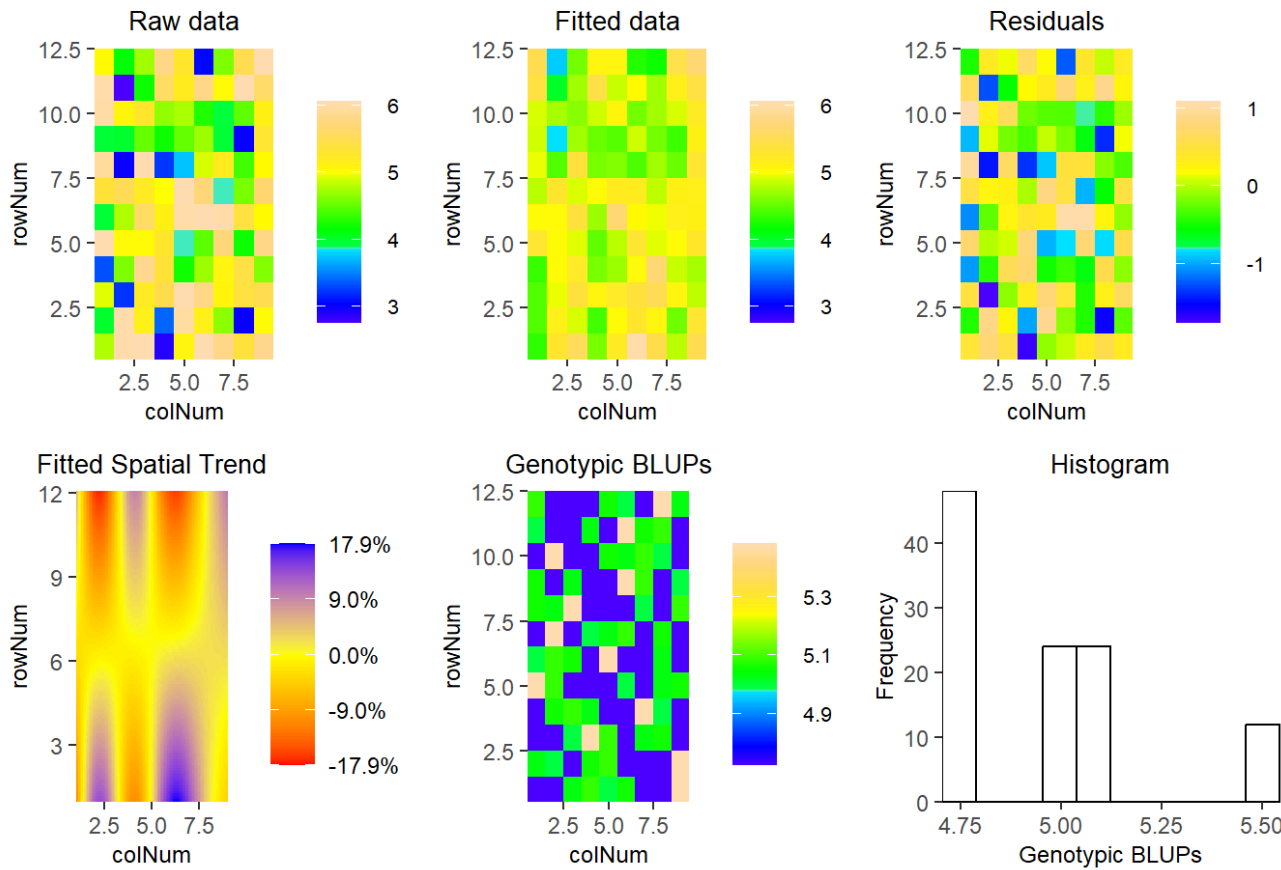 Raw data
12.5
10.0
7.5
5.0
2.5
rowNum
2.5 5.0 7.5
colNum
6
5
4
3
Fitted data
12.5
10.0
7.5
5.0
2.5
rowNum
2.5 5.0 7.5
colNum
6
5
4
3
Residuals
12.5
10.0
7.5
5.0
2.5
rowNum
2.5 5.0 7.5
colNum
1
0
-1
Fitted Spatial Trend
12
9
6
3
rowNum
2.5 5.0 7.5
colNum
17.9%
9.0%
0.0%
-9.0%
-17.9%
Genotypic BLUPs
12.5
10.0
7.5
5.0
2.5
rowNum
2.5 5.0 7.5
colNum
5.3
5.1
4.9
Histogram
40
30
20
10
0
Frequency
4.75 5.00 5.25 5.50
Genotypic BLUPs